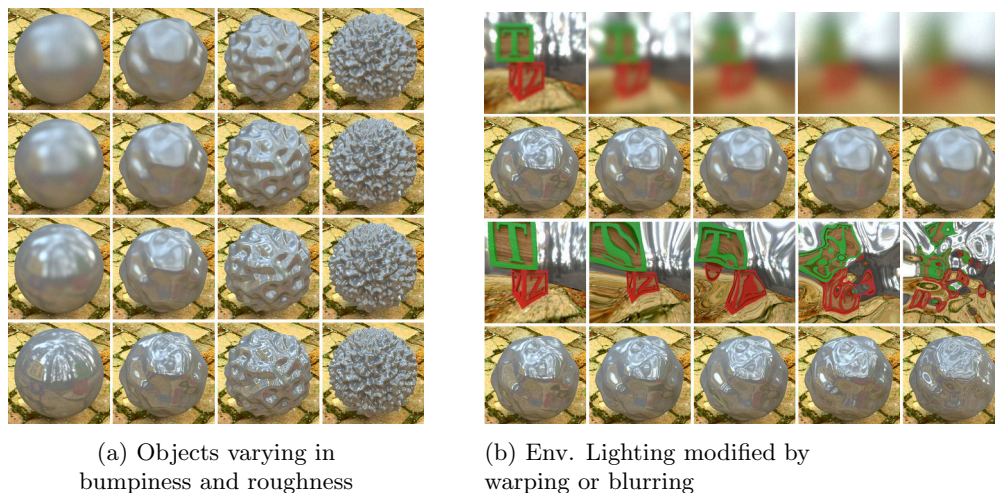 T
Z
T
Z
(a) Objects varying in
bumpiness and roughness
(b) Env. Lighting modified by
warping or blurring